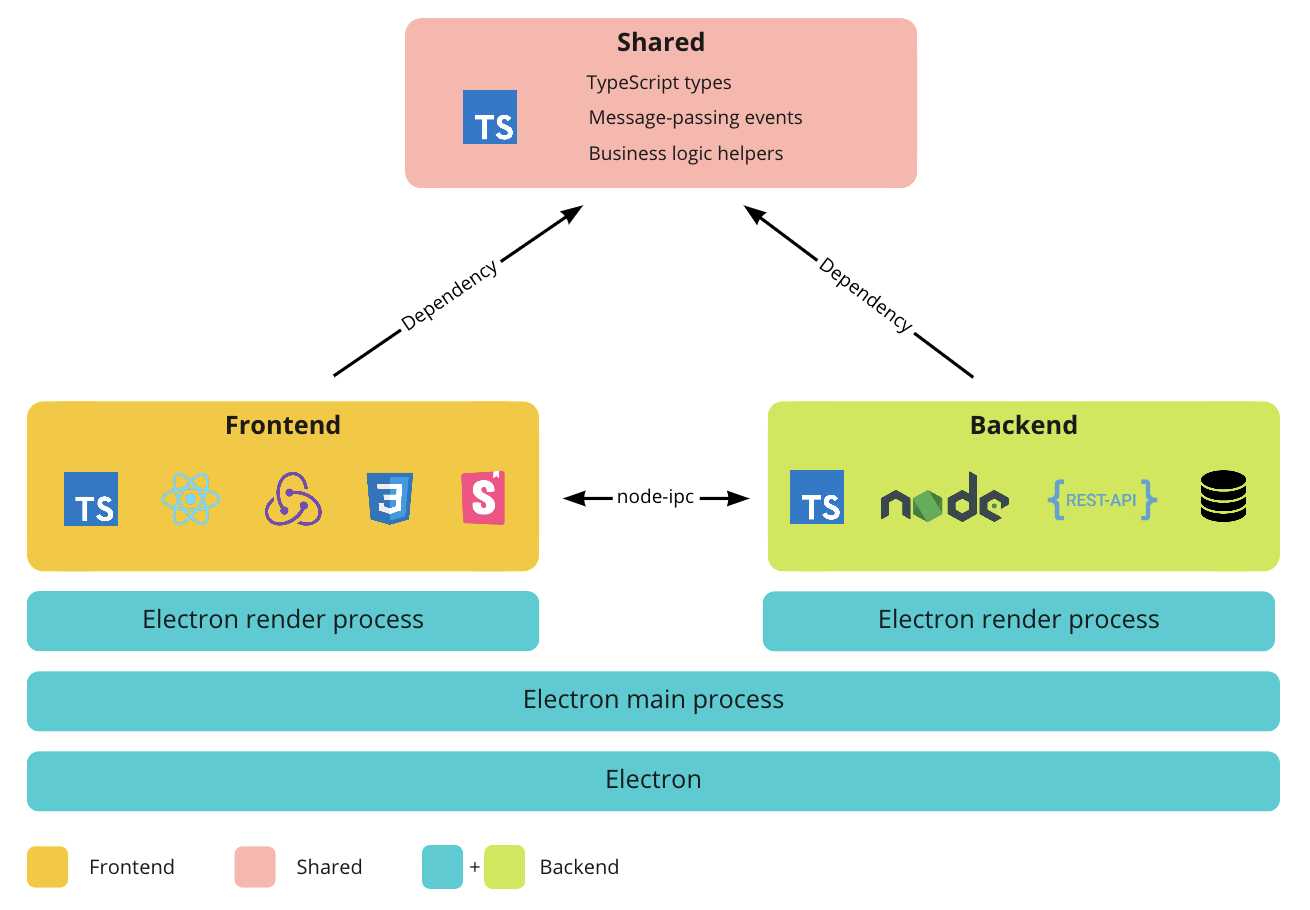 Shared
TypeScript types
TS
Message-passing events
Business logic helpers
Dependency
Dependency
Frontend
Backend
TS
3
S
node-ipc
TS
node
{REST-API}
Electron render process
Electron render process
Electron main process
Electron
Frontend
Shared
+
Backend